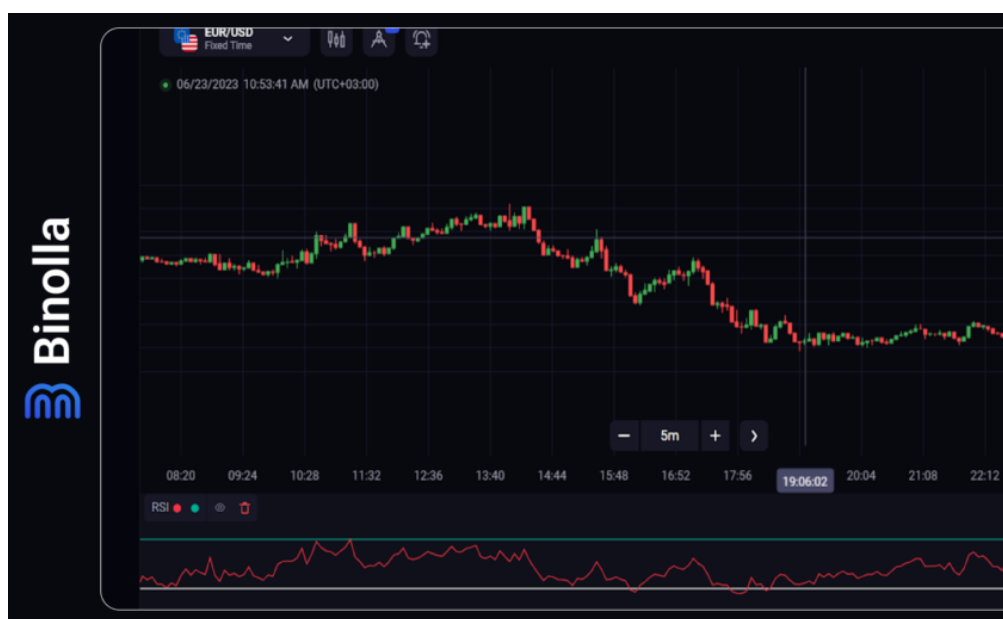 Binolla
EUR/USD
Fixed Time
06/23/2023 10:53:41 AM (UTC+03:00)
− 5m +
08:20 09:24 10:28 11:32 12:36 13:40 14:44 15:48 16:52 17:56 19:06:02 20:04 21:08 22:12
RSI